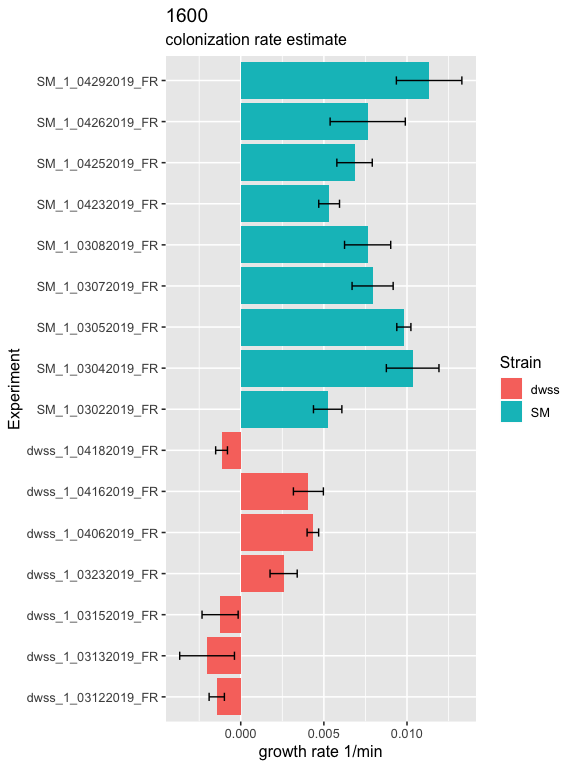 1600
colonization rate estimate
Experiment
SM_1_04292019_FR
SM_1_04262019_FR
SM_1_04252019_FR
SM_1_04232019_FR
SM_1_03082019_FR
SM_1_03072019_FR
SM_1_03052019_FR
SM_1_03042019_FR
SM_1_03022019_FR
dwss_1_04182019_FR
dwss_1_04162019_FR
dwss_1_04062019_FR
dwss_1_03232019_FR
dwss_1_03152019_FR
dwss_1_03132019_FR
dwss_1_03122019_FR
0.000 0.005 0.010
growth rate 1/min
Strain
dwss
SM